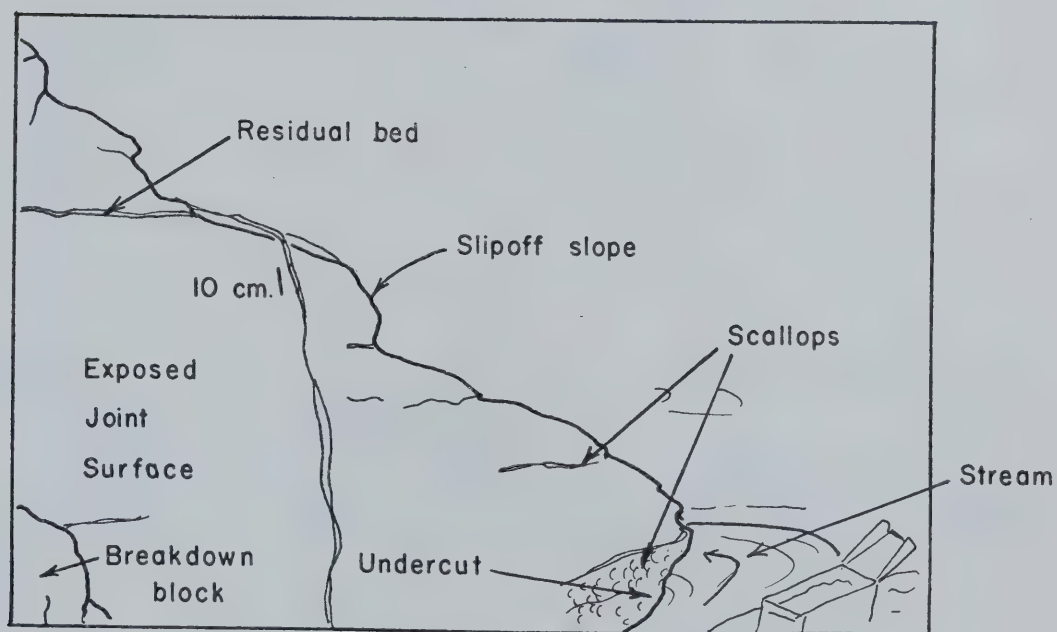 Residual bed
Slipoff slope
10 cm.
Scallops
Exposed
Joint
Surface
Stream
Breakdown
block
Undercut